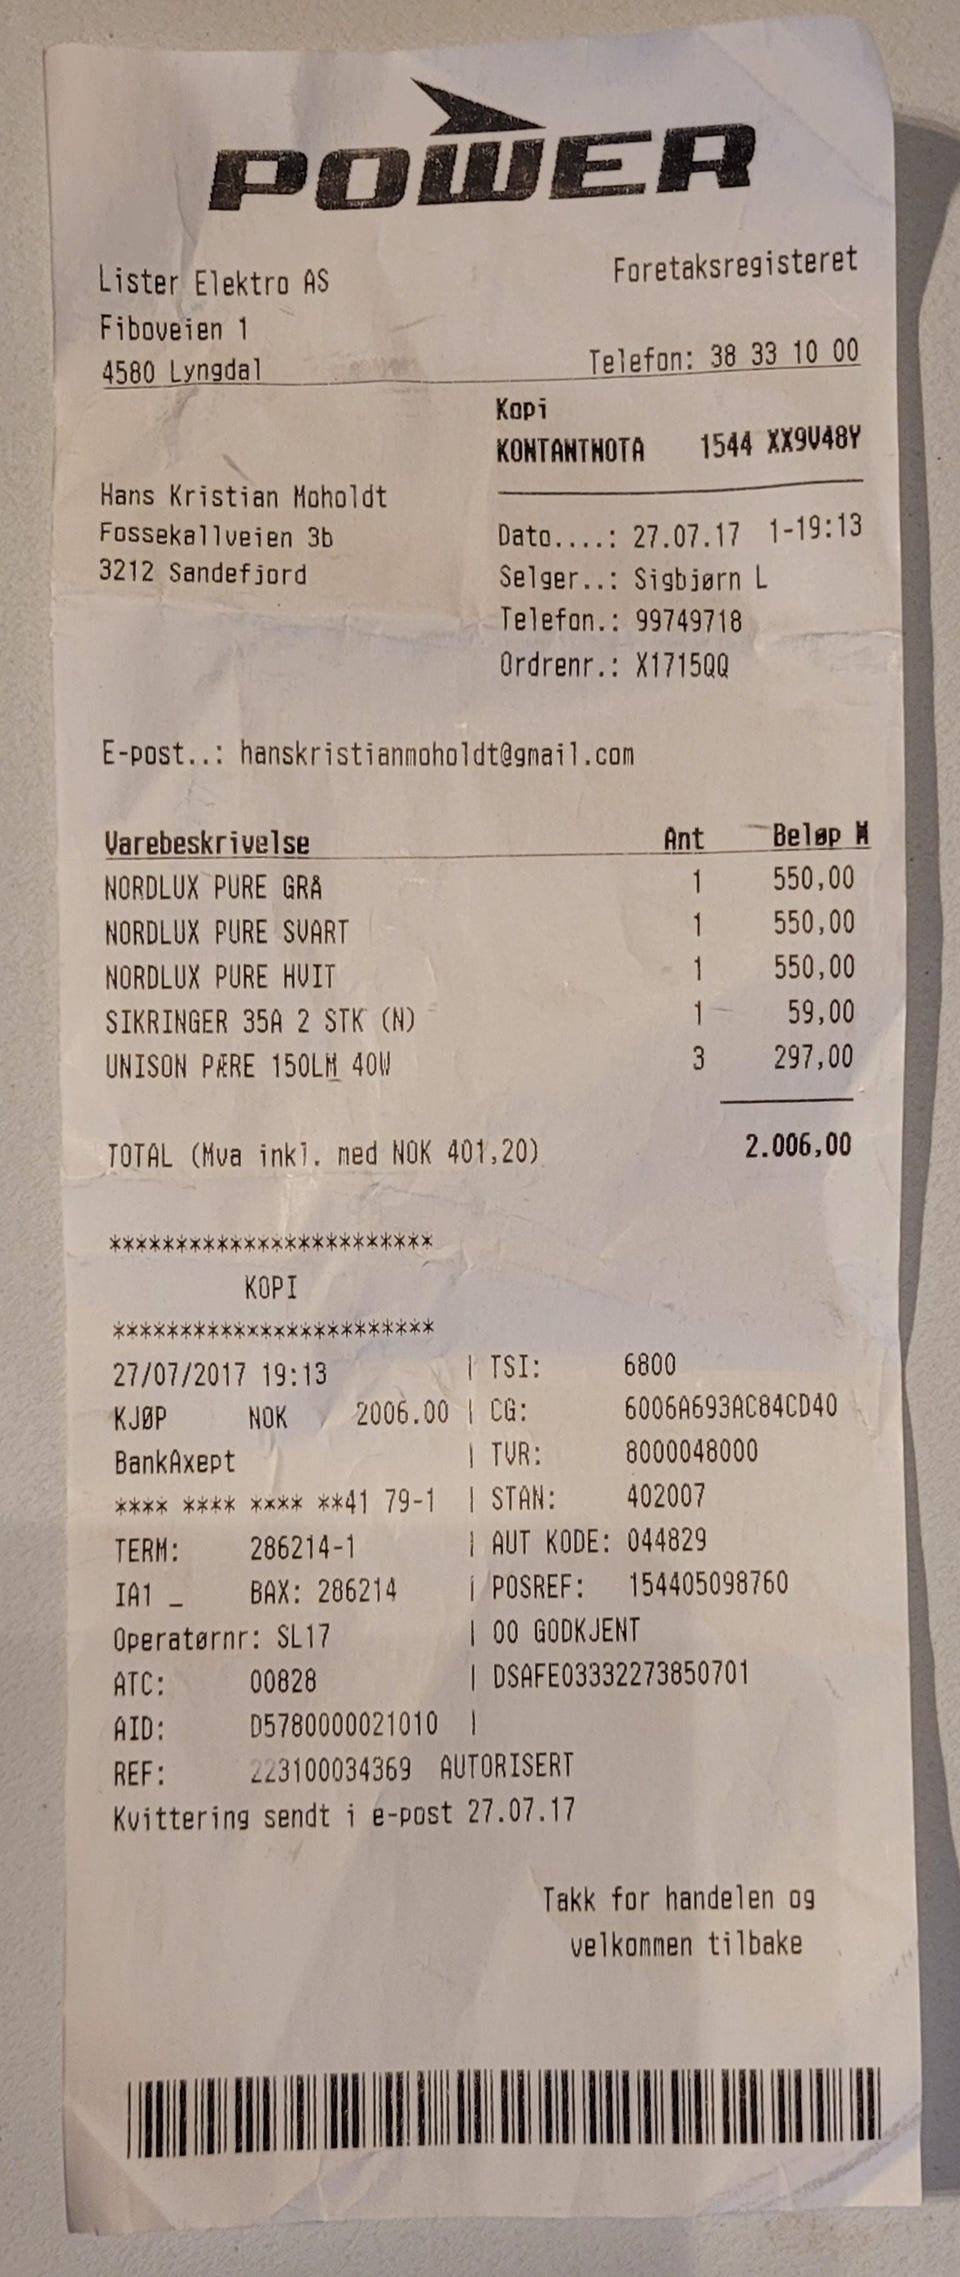 POWER
Lister Elektro AS Foretaksregisteret
Fiboveien 1
4580 Lyngdal Telefon: 38 33 10 00
Kopi
KONTANTNOTA 1544 XX9V48Y
Hans Kristian Moholdt
Fossekallveien 3b
3212 Sandefjord
Dato....: 27.07.17 1-19:13
Selger..: Sigbjørn L
Telefon.: 99749718
Ordrenr.: X1715QQ
E-post..: hanskristianmoholdt@gmail.com
Varebeskrivelse Ant Beløp M
NORDLUX PURE GRÅ 1 550,00
NORDLUX PURE SVART 1 550,00
NORDLUX PURE HVIT 1 550,00
SIKRINGER 35A 2 STK (N) 1 59,00
UNISON PÆRE 150LM 40W 3 297,00
TOTAL (Mva inkl. med NOK 401,20) 2.006,00
************************
KOPI
************************
27/07/2017 19:13 | TSI: 6800
KJØP NOK 2006.00 | CG: 6006A693AC84CD40
BankAxept | TVR: 8000048000
**** **** **** **41 79-1 | STAN: 402007
TERM: 286214-1 | AUT KODE: 044829
IA1 _ BAX: 286214 | POSREF: 154405098760
Operatørnr: SL17 | 00 GODKJENT
ATC: 00828 | DSAFE03332273850701
AID: D5780000021010 |
REF: 223100034369 AUTORISERT
Kvittering sendt i e-post 27.07.17
Takk for handelen og
velkommen tilbake